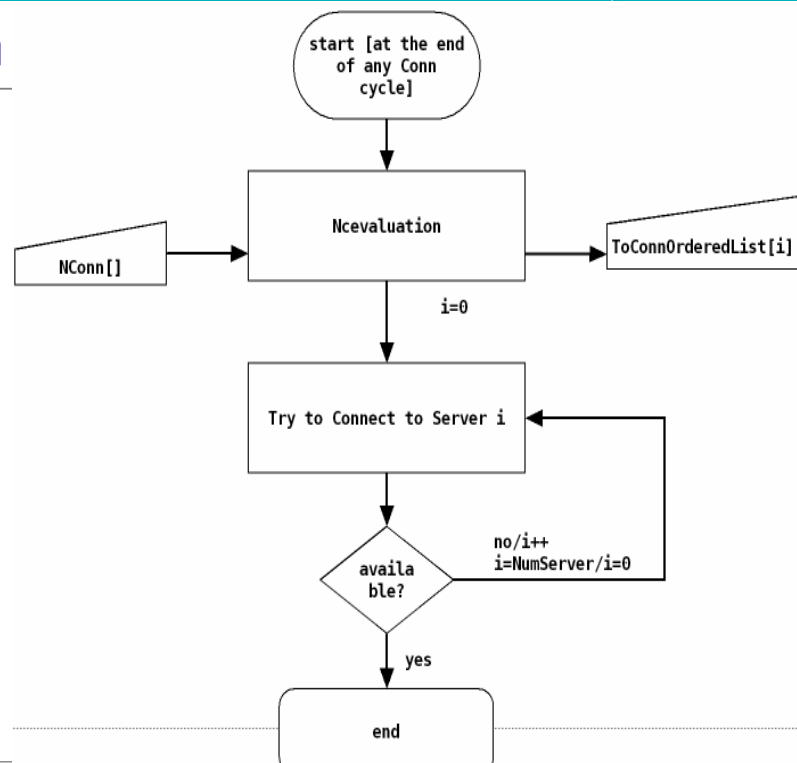 start [at the end
of any Conn
cycle]
Ncevaluation
NConn[]
ToConnOrderedList[i]
i=0
Try to Connect to Server i
availa
ble?
no/i++
i=NumServer/i=0
yes
end